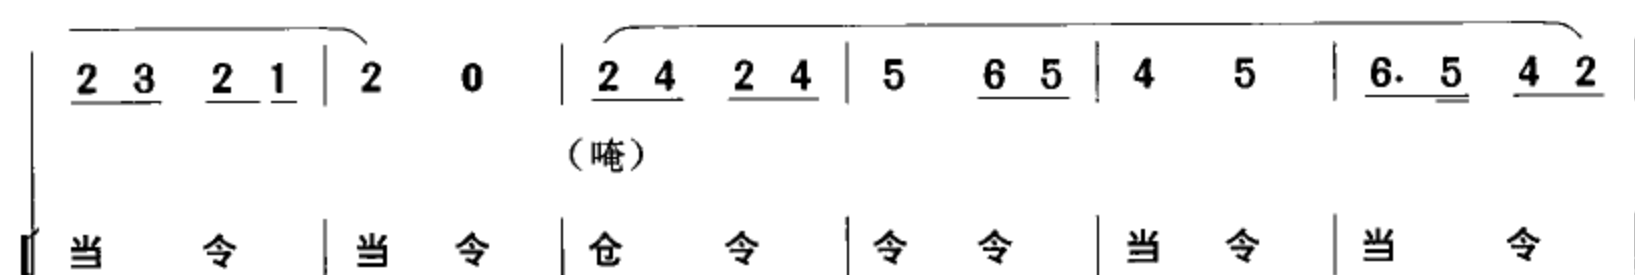 2 3 2 1 | 2 0 | 2 4 2 4 | 5 6 5 | 4 5 | 6. 5 4 2 |
（唵）
当 令 | 当 令 | 仓 令 | 令 令 | 当 令 | 当 令 |